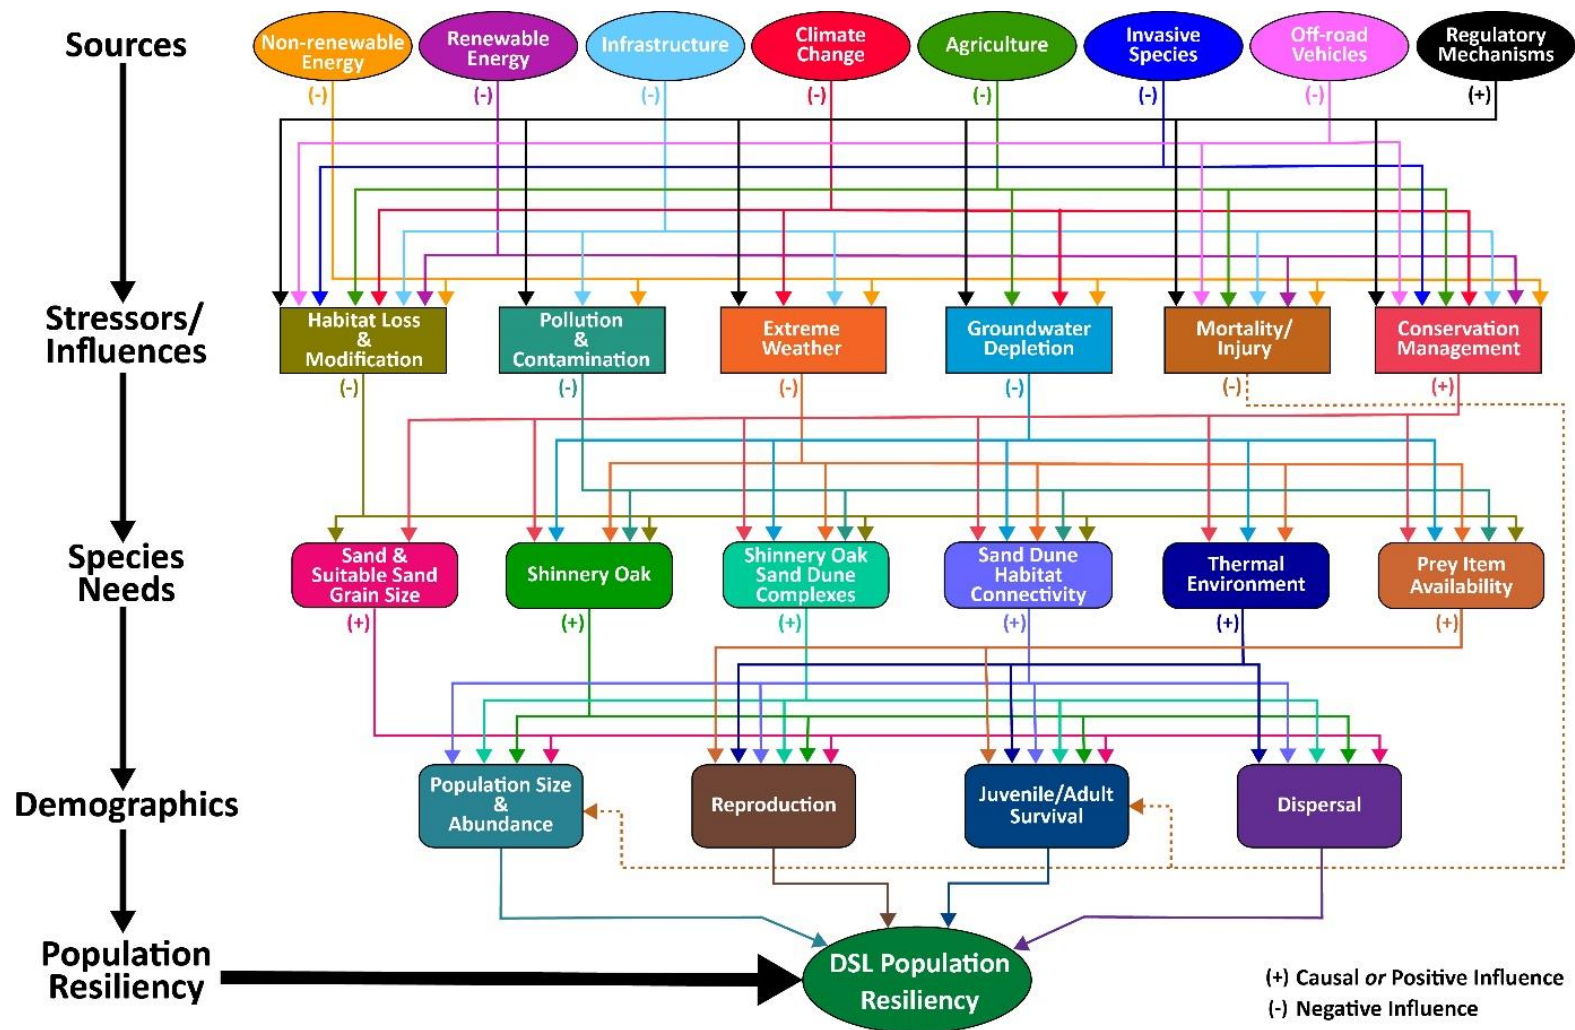 Sources
Non-renewable
Energy
Renewable
Energy
Infrastructure
Climate
Change
Agriculture
Invasive
Species
Off-road
Vehicles
Regulatory
Mechanisms
(-)
(-)
(-)
(-)
(-)
(-)
(-)
(+)
Stressors/
Influences
Habitat Loss
&
Modification
Pollution
&
Contamination
Extreme
Weather
Groundwater
Depletion
Mortality/
Injury
Conservation
Management
(-)
(-)
(-)
(-)
(-)
(+)
Species
Needs
Sand &
Suitable Sand
Grain Size
Shinnery Oak
Shinnery Oak
Sand Dune
Complexes
Sand Dune
Habitat
Connectivity
Thermal
Environment
Prey Item
Availability
(+)
(+)
(+)
(+)
(+)
(+)
Demographics
Population Size
&
Abundance
Reproduction
Juvenile/Adult
Survival
Dispersal
Population
Resiliency
DSL Population
Resiliency
(+) Causal or Positive Influence
(-) Negative Influence